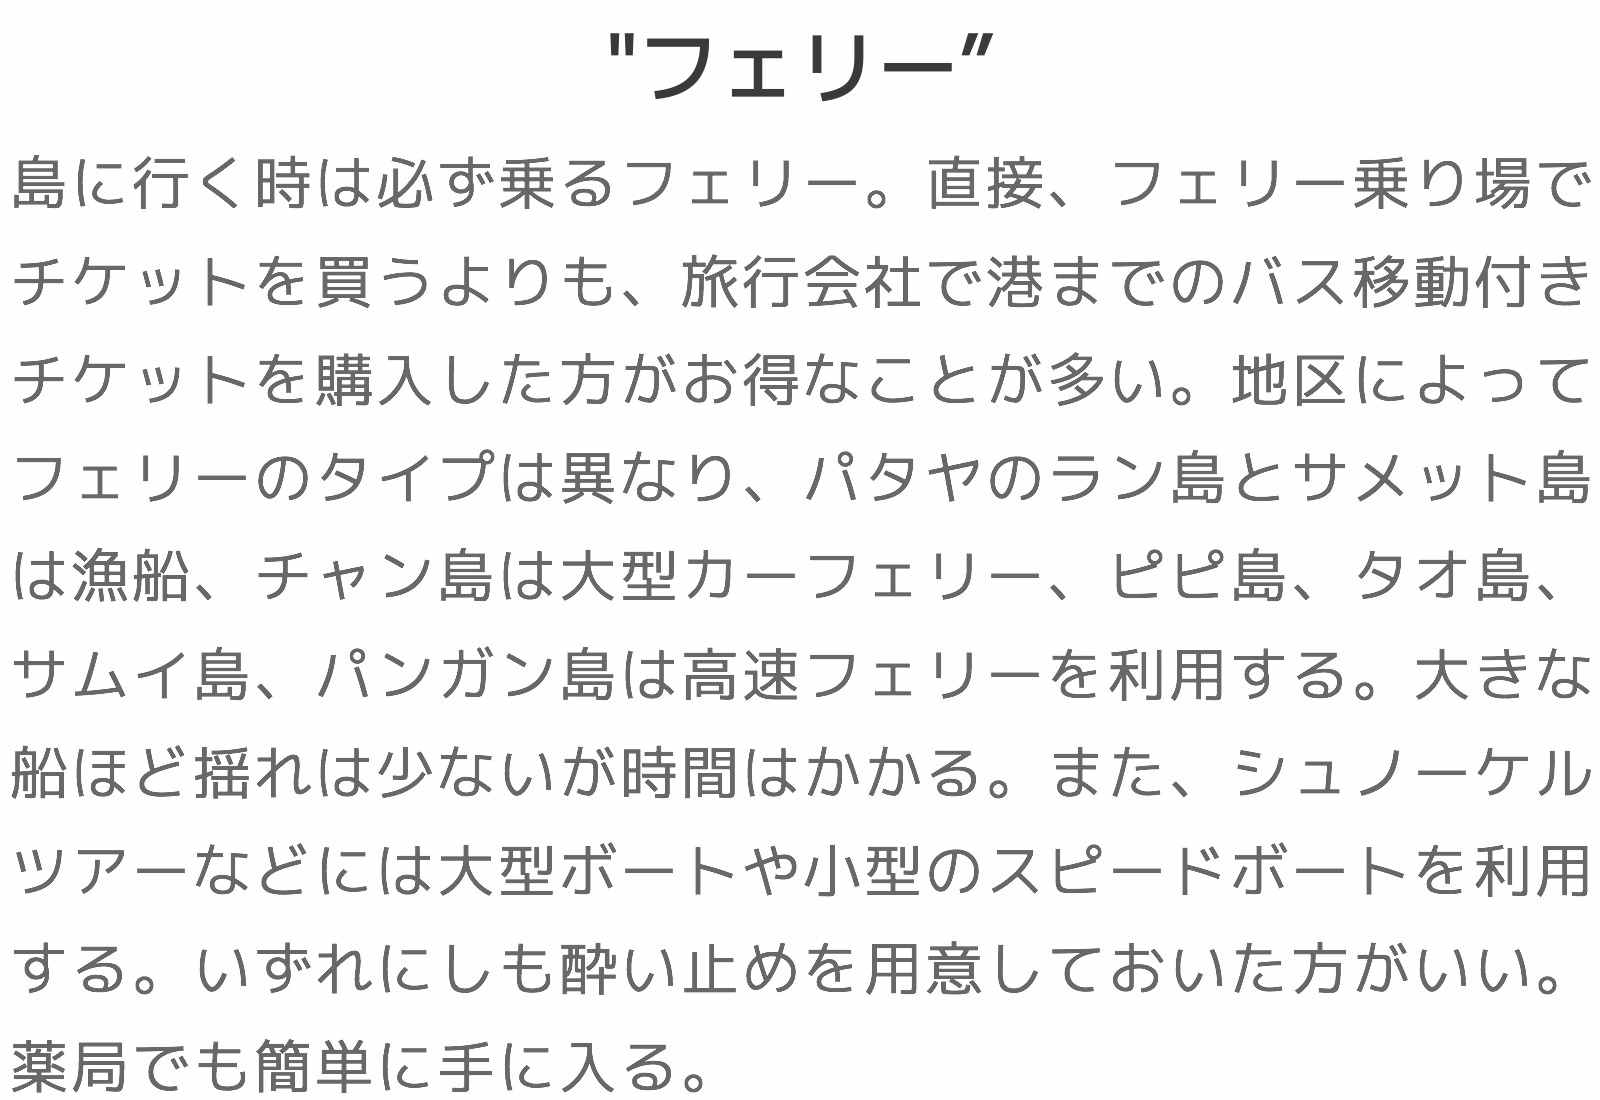 "フェリー”
島に行く時は必ず乗るフェリー。直接、フェリー乗り場で
チケットを買うよりも、旅行会社で港までのバス移動付き
チケットを購入した方がお得なことが多い。地区によって
フェリーのタイプは異なり、パタヤのラン島とサメット島
は漁船、チャン島は大型カーフェリー、ピピ島、タオ島、
サムイ島、パンガン島は高速フェリーを利用する。大きな
船ほど揺れは少ないが時間はかかる。また、シュノーケル
ツアーなどには大型ボートや小型のスピードボートを利用
する。いずれにしも酔い止めを用意しておいた方がいい。
薬局でも簡単に手に入る。